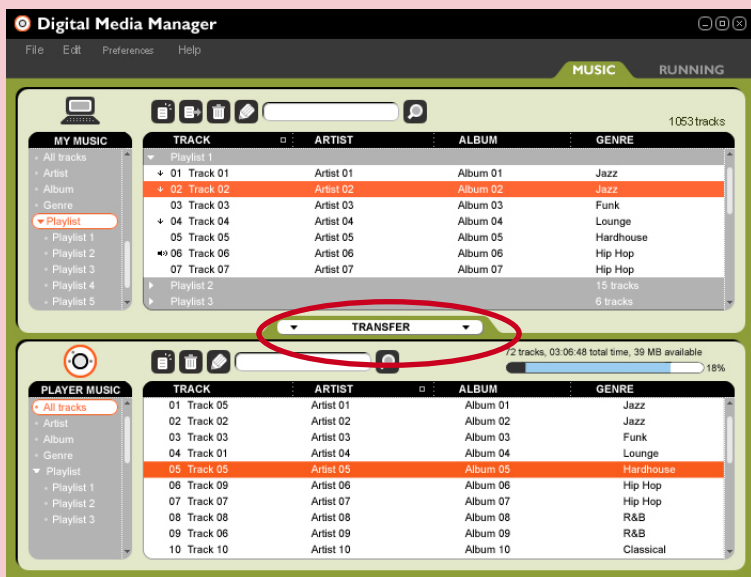 Digital Media Manager
File Edit Preferences Help
MUSIC RUNNING
1053 tracks
MY MUSIC
All tracks
Artist
Album
Genre
Playlist
Playlist 1
Playlist 2
Playlist 3
Playlist 4
Playlist 5
TRACK ARTIST ALBUM GENRE
Playlist 1
01 Track 01 Artist 01 Album 01 Jazz
02 Track 02 Artist 02 Album 02 Jazz
03 Track 03 Artist 03 Album 03 Funk
04 Track 04 Artist 04 Album 04 Lounge
05 Track 05 Artist 05 Album 05 Hardhouse
06 Track 06 Artist 06 Album 06 Hip Hop
07 Track 07 Artist 07 Album 07 Hip Hop
Playlist 2 15 tracks
Playlist 3 6 tracks
TRANSFER
72 tracks, 03:06:48 total time, 39 MB available
18%
PLAYER MUSIC
All tracks
Artist
Album
Genre
Playlist
Playlist 1
Playlist 2
Playlist 3
TRACK ARTIST ALBUM GENRE
01 Track 05 Artist 01 Album 01 Jazz
02 Track 02 Artist 02 Album 02 Jazz
03 Track 03 Artist 03 Album 03 Funk
04 Track 01 Artist 04 Album 04 Lounge
05 Track 05 Artist 05 Album 05 Hardhouse
06 Track 09 Artist 06 Album 06 Hip Hop
07 Track 07 Artist 07 Album 07 Hip Hop
08 Track 08 Artist 08 Album 08 R&B
09 Track 06 Artist 09 Album 09 R&B
10 Track 10 Artist 10 Album 10 Classical